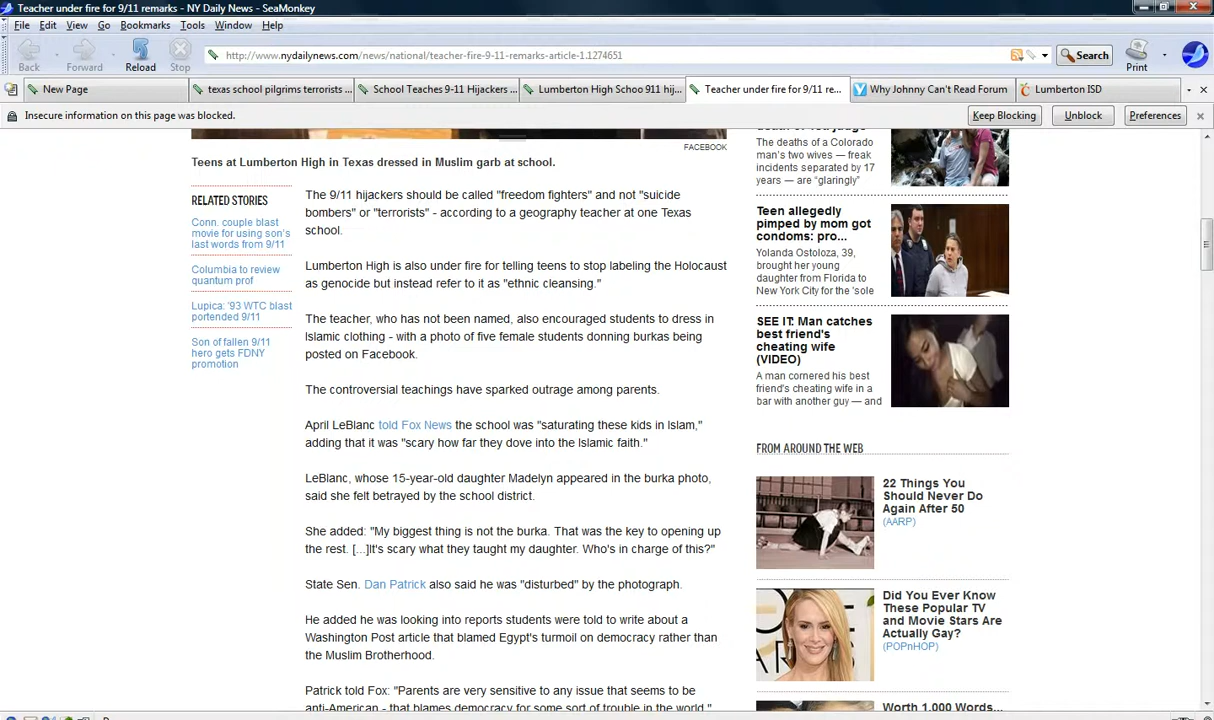 Teacher under fire for 9/11 remarks - NY Daily News - SeaMonkey
File Edit View Go Bookmarks Tools Window Help
Back Forward Reload Stop
http://www.nydailynews.com/news/national/teacher-fire-9-11-remarks-article-1.1274651
Search
Print
New Page
texas school pilgrims terrorists ...
School Teaches 9-11 Hijackers ...
Lumberton High Schoo 911 hij...
Teacher under fire for 9/11 re...
Why Johnny Can't Read Forum
Lumberton ISD
Insecure information on this page was blocked.
Keep Blocking
Unblock
Preferences
FACEBOOK
Teens at Lumberton High in Texas dressed in Muslim garb at school.
RELATED STORIES
Conn. couple blast
movie for using son's
last words from 9/11
Columbia to review
quantum prof
Lupica: '93 WTC blast
portended 9/11
Son of fallen 9/11
hero gets FDNY
promotion
The 9/11 hijackers should be called "freedom fighters" and not "suicide
bombers" or "terrorists" - according to a geography teacher at one Texas
school.
Lumberton High is also under fire for telling teens to stop labeling the Holocaust
as genocide but instead refer to it as "ethnic cleansing."
The teacher, who has not been named, also encouraged students to dress in
Islamic clothing - with a photo of five female students donning burkas being
posted on Facebook.
The controversial teachings have sparked outrage among parents.
April LeBlanc told Fox News the school was "saturating these kids in Islam,"
adding that it was "scary how far they dove into the Islamic faith."
LeBlanc, whose 15-year-old daughter Madelyn appeared in the burka photo,
said she felt betrayed by the school district.
She added: "My biggest thing is not the burka. That was the key to opening up
the rest. [...]It's scary what they taught my daughter. Who's in charge of this?"
State Sen. Dan Patrick also said he was "disturbed" by the photograph.
He added he was looking into reports students were told to write about a
Washington Post article that blamed Egypt's turmoil on democracy rather than
the Muslim Brotherhood.
Patrick told Fox: "Parents are very sensitive to any issue that seems to be
anti-American - that blames democracy for some sort of trouble in the world."
The deaths of a Colorado
man's two wives — freak
incidents separated by 17
years — are “glaringly”
Teen allegedly
pimped by mom got
condoms: pro...
Yolanda Ostoloza, 39,
brought her young
daughter from Florida to
New York City for the 'sole
SEE IT: Man catches
best friend's
cheating wife
(VIDEO)
A man cornered his best
friend's cheating wife in a
bar with another guy — and
FROM AROUND THE WEB
22 Things You
Should Never Do
Again After 50
(AARP)
Did You Ever Know
These Popular TV
and Movie Stars Are
Actually Gay?
(POPnHOP)
Worth 1,000 Words...